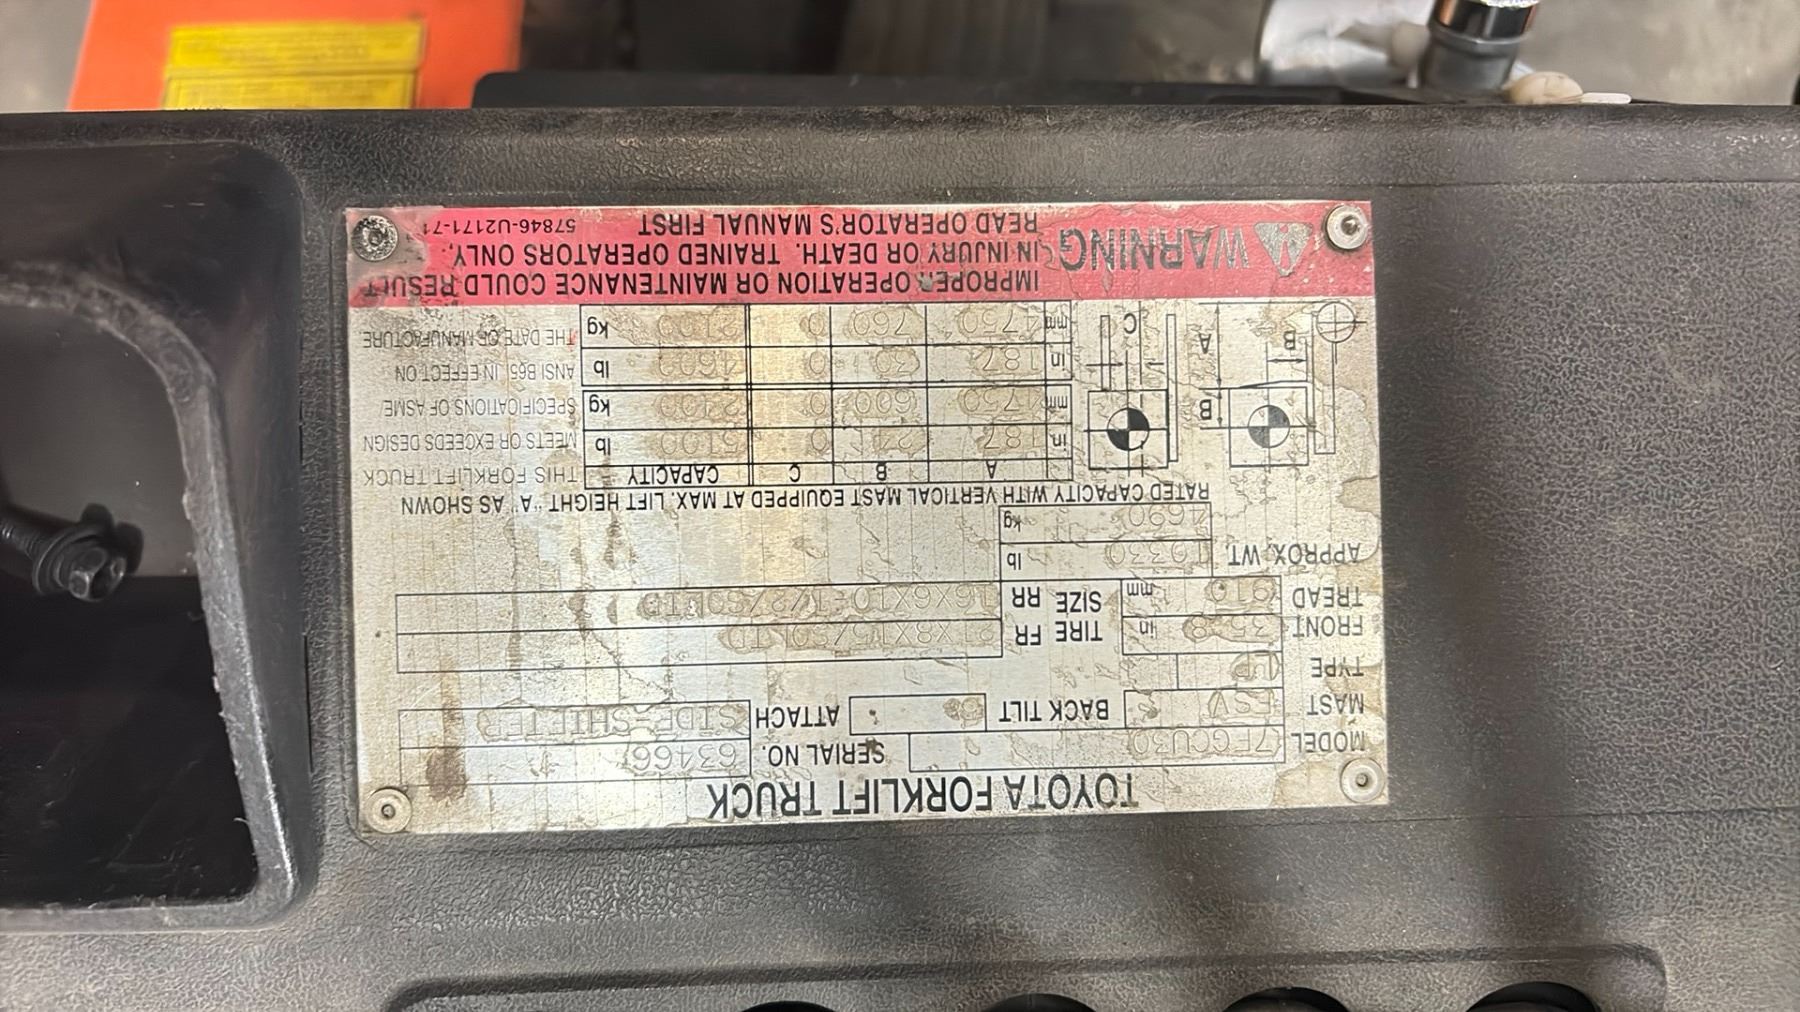 TOYOTA FORKLIFT TRUCK
MODEL 7FGCU30 SERIAL NO. 63466
MAST FSV BACK TILT ATTACH SIDE-SHIFTER
TYPE LP
FRONT 35.8 in TIRE FR 21X8X15/SOLID
TREAD 910 mm SIZE RR 16X6X10-1/2/SOLID
APPROX. WT. 10330 lb
4690 kg
RATED CAPACITY WITH VERTICAL MAST EQUIPPED AT MAX. LIFT HEIGHT "A" AS SHOWN
A B C CAPACITY
in 187 24 0 5100 lb
mm 4750 600 0 kg
in 187 30 0 4600 lb
mm 4750 760 0 2100 kg
B A B C
THIS FORKLIFT TRUCK
MEETS OR EXCEEDS DESIGN
SPECIFICATIONS OF ASME/
ANSI B65, IN EFFECT ON
THE DATE OF MANUFACTURE
WARNING
IMPROPER OPERATION OR MAINTENANCE COULD RESULT
IN INJURY OR DEATH. TRAINED OPERATORS ONLY,
READ OPERATOR'S MANUAL FIRST
57846-U2171-71